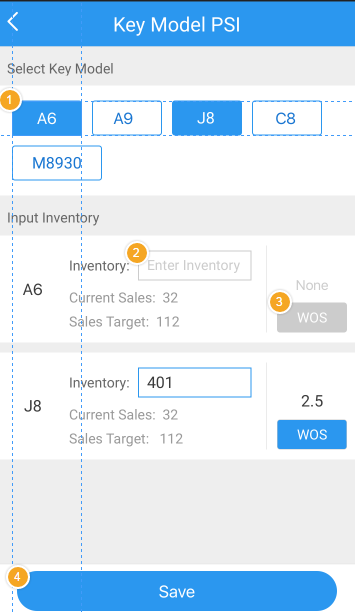 Key Model PSI
Select Key Model
1
A6 A9 J8 C8
M8930
Input Inventory
2
Inventory: Enter Inventory
A6
None
3
Current Sales: 32
WOS
Sales Target: 112
Inventory: 401
J8
2.5
Current Sales: 32
WOS
Sales Target: 112
4
Save